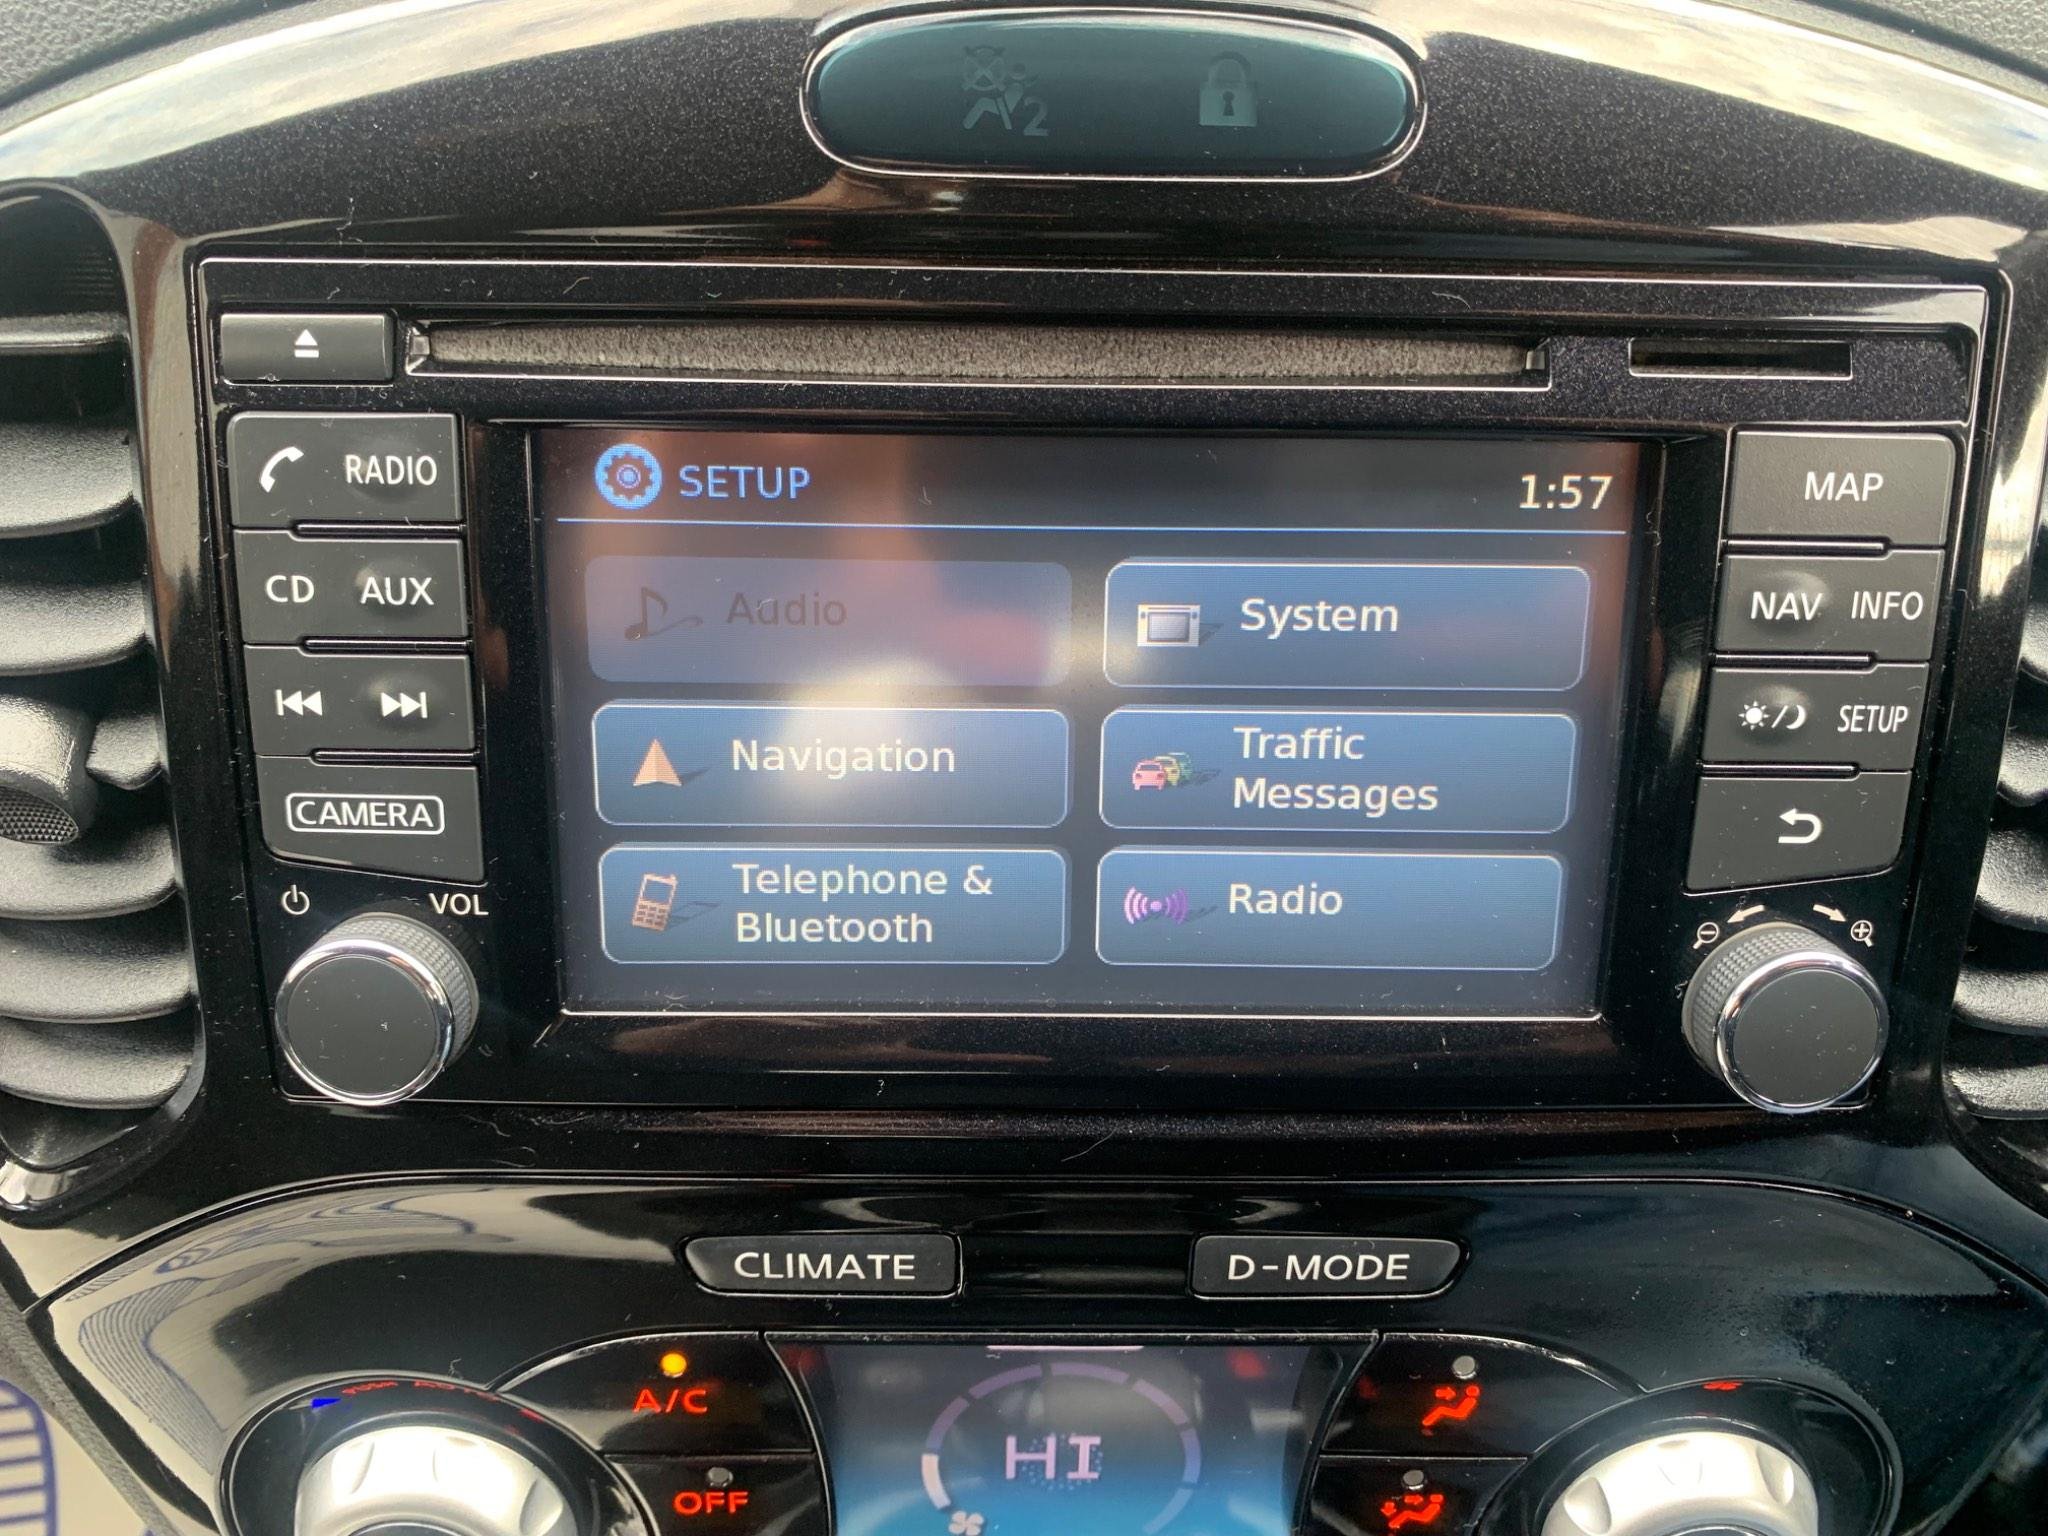 2
SETUP
1:57
RADIO
MAP
Audio
System
CD AUX
NAV INFO
Navigation
Traffic
Messages
SETUP
CAMERA
Telephone &
Bluetooth
Radio
VOL
CLIMATE
D-MODE
A/C
HI
OFF